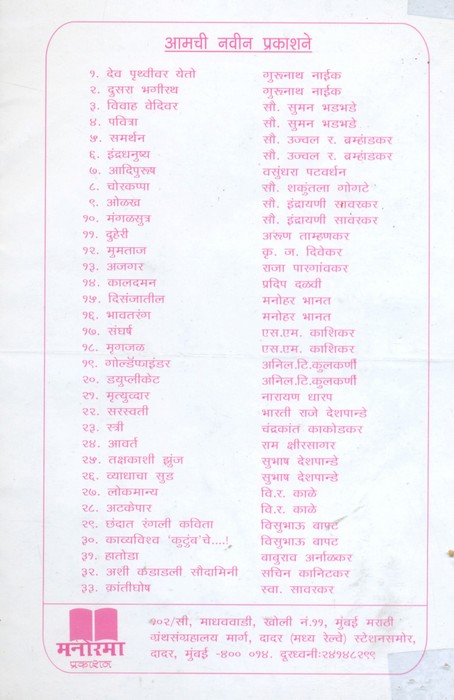 आमची नवीन प्रकाशने
१. देव पृथ्वीवर येतो गुरूनाथ नाईक
२. दुसरा भगीरथ गुरूनाथ नाईक
३. विवाह वेदिवर सौ. सुमन भडभडे
४. पवित्रा सौ. सुमन भडभडे
५. समर्थन सौ. उज्वल र. ब्रम्हांडकर
६. इंद्रधनुष्य सौ. उज्वल र. ब्रम्हांडकर
७. आदिपुरूष वसुंधरा पटवर्धन
८. चोरकप्पा सौ. शकुंतला गोगटे
९. ओळख सौ. इंद्रायणी सावरकर
१०. मंगळसुत्र सौ. इंद्रायणी सावरकर
११. दुहेरी अरूण ताम्हणकर
१२. मुमताज कृ. ज. दिवेकर
१३. अजगर राजा पारगांवकर
१४. कालदमन प्रदिप दळवी
१५. दिसंजातील मनोहर भानत
१६. भावतरंग मनोहर भानत
१७. संघर्ष एस.एम. काशिकर
१८. मृगजळ एस.एम. काशिकर
१९. गोल्डफाइंडर अनिल.टि.कुलकर्णी
२०. डयुप्लीकेट अनिल.टि.कुलकर्णी
२१. मृत्युव्दार नारायण धारप
२२. सरस्वती भारती राजे देशपान्डे
२३. स्त्री चंद्रकांत काकोडकर
२४. आवर्त राम क्षीरसागर
२५. तक्षकाशी झुंज सुभाष देशपान्डे
२६. व्याधाचा सुड सुभाष देशपान्डे
२७. लोकमान्य वि.र. काळे
२८. अटकेपार वि.र. काळे
२९. छंदात रंगली कविता विसुभाऊ बापट
३०. काव्यविश्व 'कुटुंब'चे....! विसुभाऊ बापट
३१. हातोडा बाबुराव अर्नाळकर
३२. अशी कडाडली सौदामिनी सचिन कानिटकर
३३. क्रांतीघोष स्वा. सावरकर
मनोरमा
प्रकाशन
१०२/सी, माधववाडी, खोली नं.११, मुंबई मराठी
ग्रंथसंग्रहालय मार्ग, दादर (मध्य रेल्वे) स्टेशनसमोर,
दादर, मुंबई -४०० ०१४. दूरध्वनी:२४१४८२९९